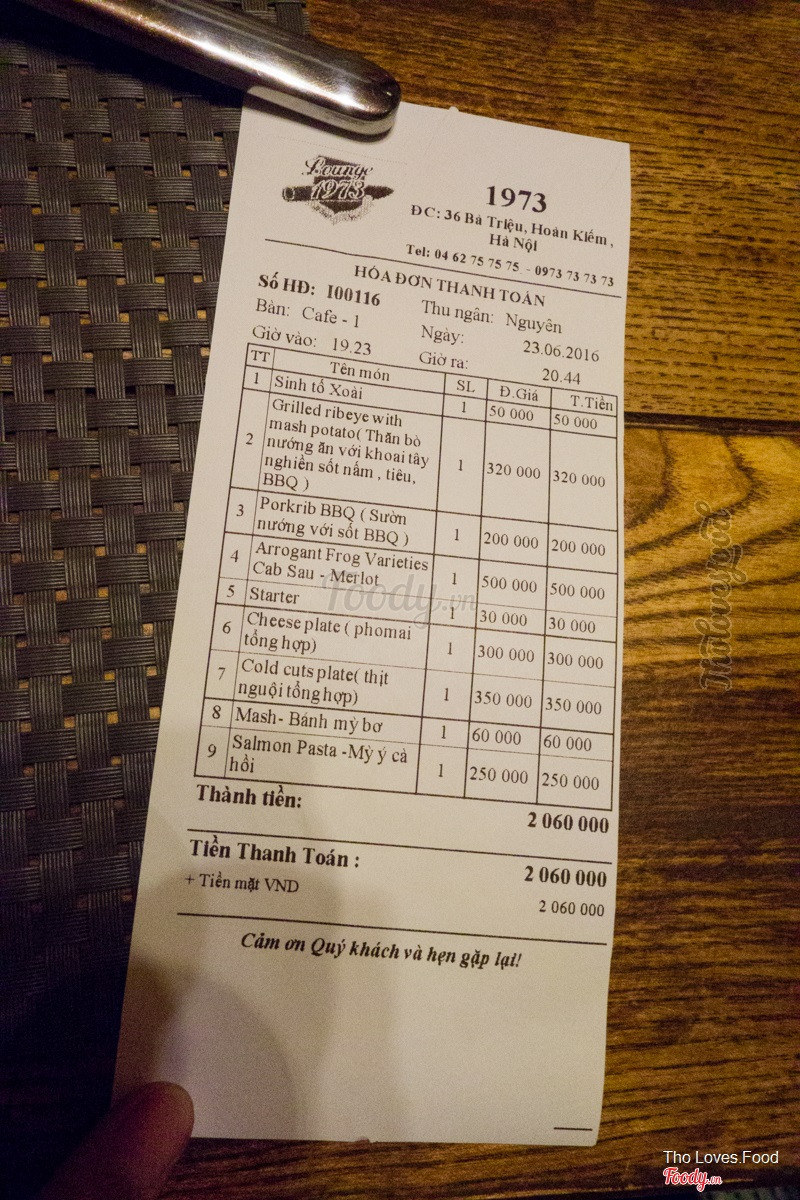 Lounge
1973
1973
ĐC: 36 Bà Triệu, Hoàn Kiếm ,
Hà Nội
Tel: 04 62 75 75 75 - 0973 73 73 73
HÓA ĐƠN THANH TOÁN
Số HĐ: I00116 Thu ngân: Nguyên
Bàn: Cafe - 1 Ngày: 23.06.2016
Giờ vào: 19.23 Giờ ra: 20.44
TT Tên món SL Đ.Giá T.Tiền
1 Sinh tố Xoài 1 50 000 50 000
2 Grilled ribeye with
mash potato( Thăn bò
nướng ăn với khoai tây
nghiền sốt nấm , tiêu,
BBQ ) 1 320 000 320 000
3 Porkrib BBQ ( Sườn
nướng với sốt BBQ ) 1 200 000 200 000
4 Arrogant Frog Varieties
Cab Sau - Merlot 1 500 000 500 000
5 Starter 1 30 000 30 000
6 Cheese plate ( phomai
tổng hợp) 1 300 000 300 000
7 Cold cuts plate( thịt
nguội tổng hợp) 1 350 000 350 000
8 Mash- Bánh mỳ bơ 1 60 000 60 000
9 Salmon Pasta -Mỳ ý cà
hồi 1 250 000 250 000
Thành tiền: 2 060 000
Tiền Thanh Toán : 2 060 000
+ Tiền mặt VND 2 060 000
Cảm ơn Quý khách và hẹn gặp lại!
foody.vn
Tholovesfood
Tho Loves.Food
Foody.vn